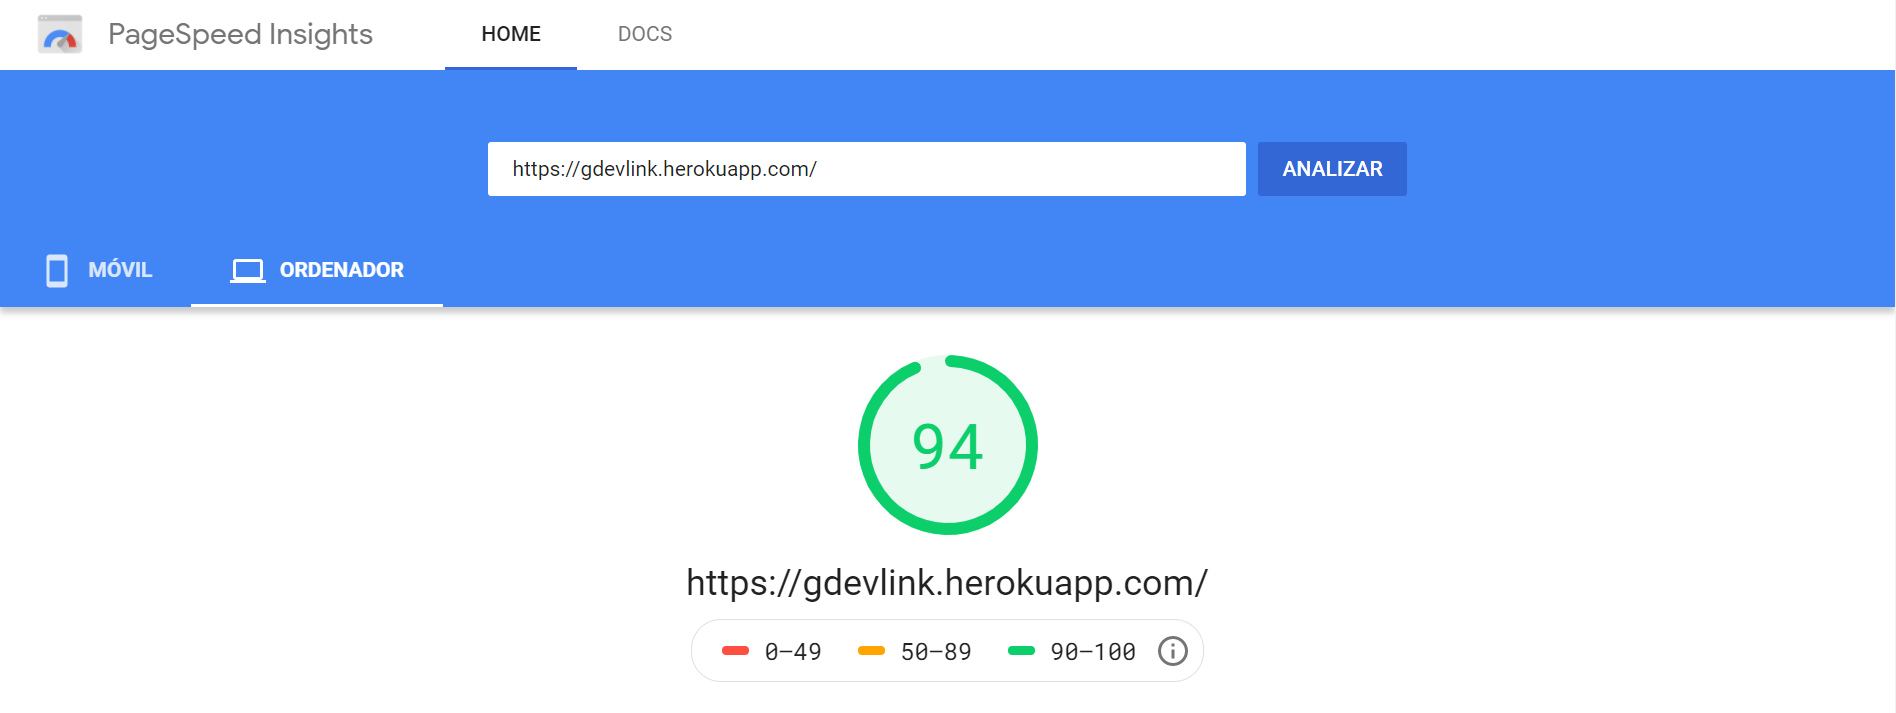 PageSpeed Insights HOME DOCS
https://gdevlink.herokuapp.com/ ANALIZAR
MÓVIL ORDENADOR
94
https://gdevlink.herokuapp.com/
0–49 50–89 90–100